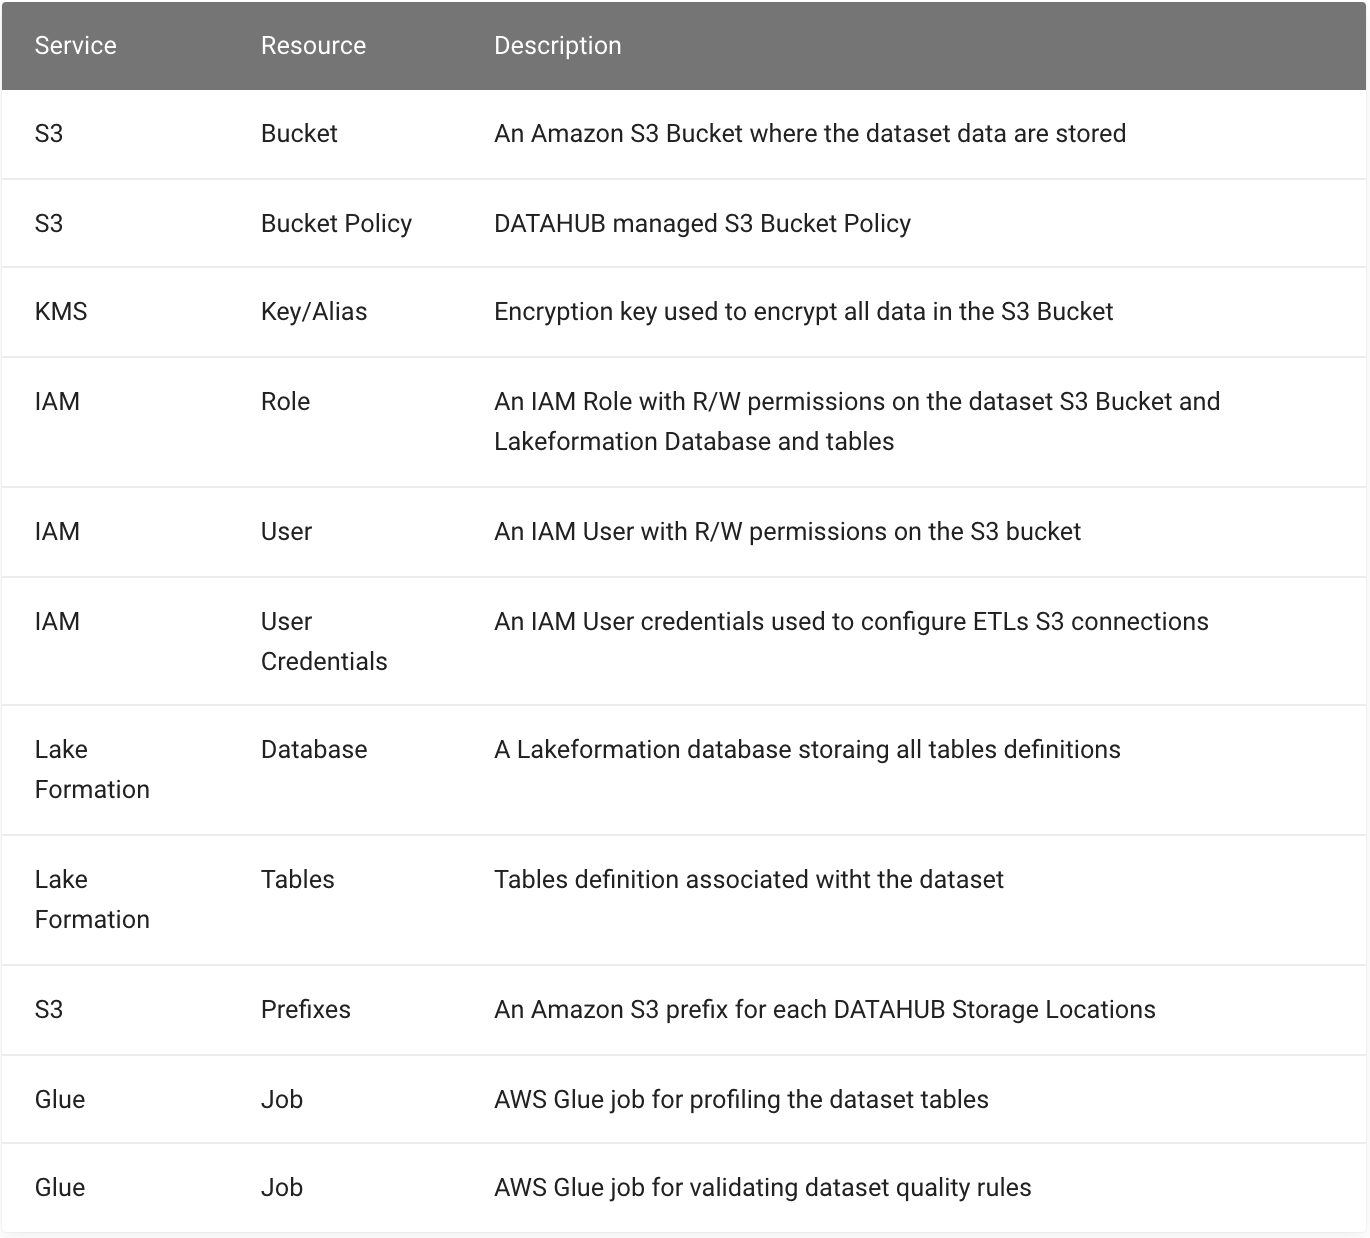 Service Resource Description
S3 Bucket An Amazon S3 Bucket where the dataset data are stored
S3 Bucket Policy DATAHUB managed S3 Bucket Policy
KMS Key/Alias Encryption key used to encrypt all data in the S3 Bucket
IAM Role An IAM Role with R/W permissions on the dataset S3 Bucket and
Lakeformation Database and tables
IAM User An IAM User with R/W permissions on the S3 bucket
IAM User An IAM User credentials used to configure ETLs S3 connections
Credentials
Lake Database A Lakeformation database storaing all tables definitions
Formation
Lake Tables Tables definition associated witht the dataset
Formation
S3 Prefixes An Amazon S3 prefix for each DATAHUB Storage Locations
Glue Job AWS Glue job for profiling the dataset tables
Glue Job AWS Glue job for validating dataset quality rules